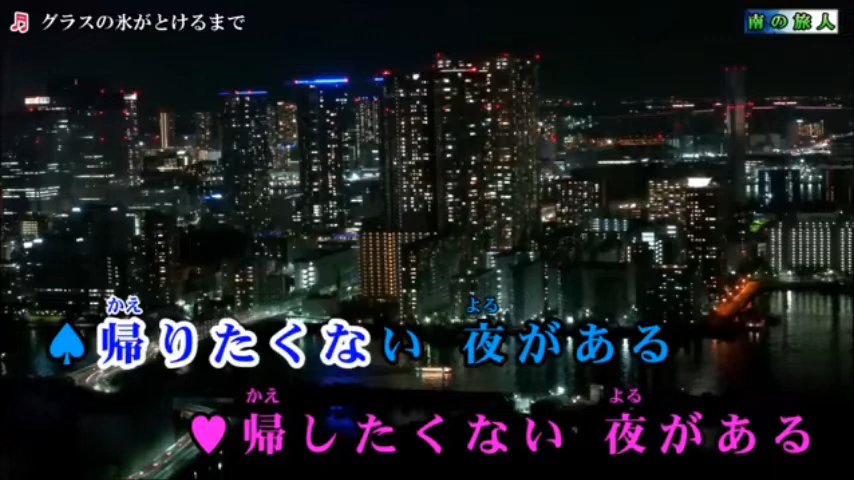 グラスの氷がとけるまで
南の旅人
かえ よる
♠帰りたくない 夜がある
かえ よる
♥帰したくない 夜がある